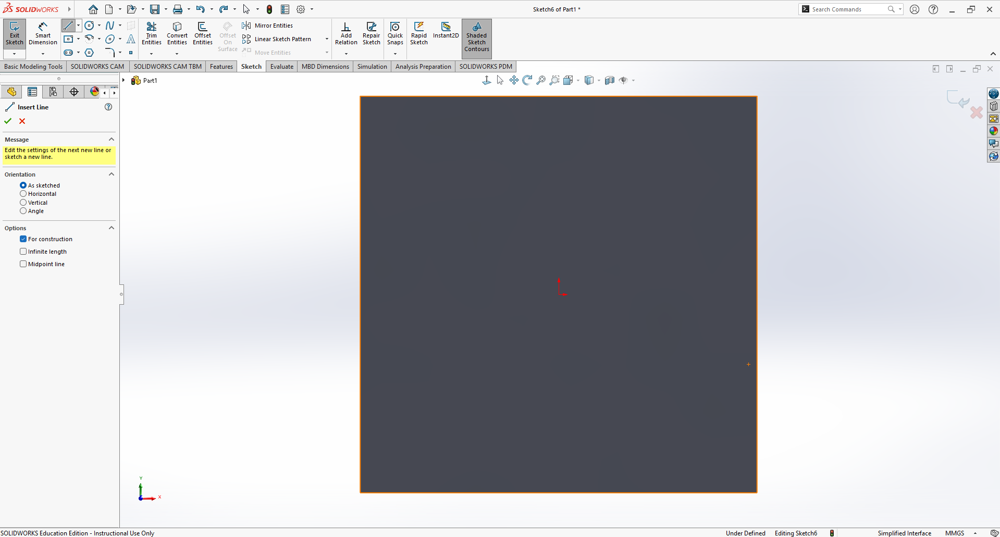 SOLIDWORKS
Sketch6 of Part1 *
Search Commands
Exit Sketch
Smart Dimension
Trim Entities
Convert Entities
Offset Entities
Offset On Surface
Mirror Entities
Linear Sketch Pattern
Move Entities
Add Relation
Repair Sketch
Quick Snaps
Rapid Sketch
Instant2D
Shaded Sketch Contours
Basic Modeling Tools
SOLIDWORKS CAM
SOLIDWORKS CAM TBM
Features
Sketch
Evaluate
MBD Dimensions
Simulation
Analysis Preparation
SOLIDWORKS PDM
Part1
Insert Line
Message
Edit the settings of the next new line or
sketch a new line.
Orientation
As sketched
Horizontal
Vertical
Angle
Options
For construction
Infinite length
Midpoint line
Y
X
SOLIDWORKS Education Edition - Instructional Use Only
Under Defined
Editing Sketch6
Simplified Interface
MMGS